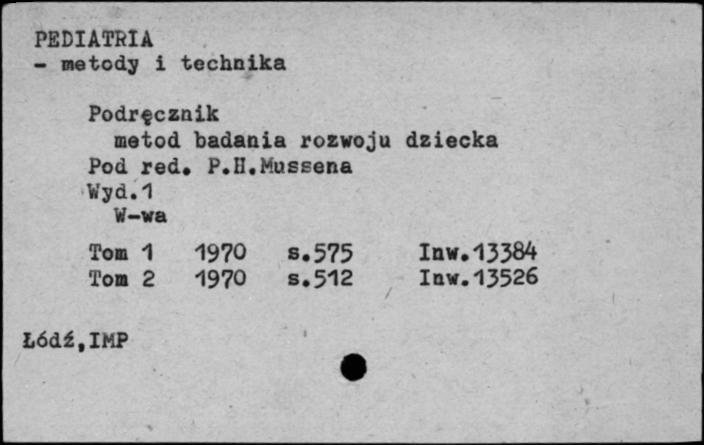 PEDIATRIA
- metody i technika
Podręcznik
metod badania rozwoju dziecka
Pod red. P.H.Mussena
Wyd.1
W-wa
Tom 1 1970 s.575 Inw.13384
Tom 2 1970 s.512 Inw.13526
Łódź,IMP